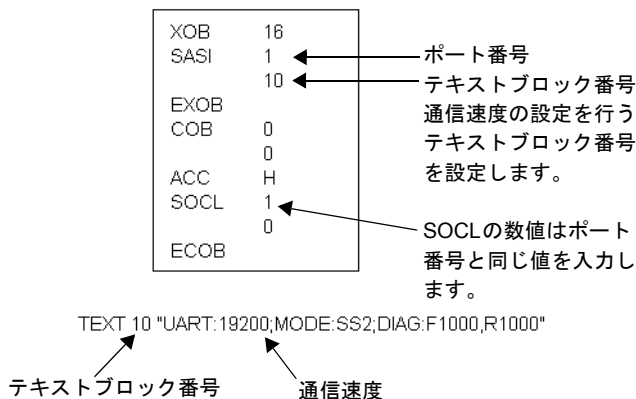 XOB 16
SASI 1
10
EXOB
COB 0
0
ACC H
SOCL 1
0
ECOB
ポート番号
テキストブロック番号
通信速度の設定を行う
テキストブロック番号
を設定します。
SOCLの数値はポート
番号と同じ値を入力し
ます。
TEXT 10 "UART:19200;MODE:SS2;DIAG:F1000,R1000"
テキストブロック番号
通信速度